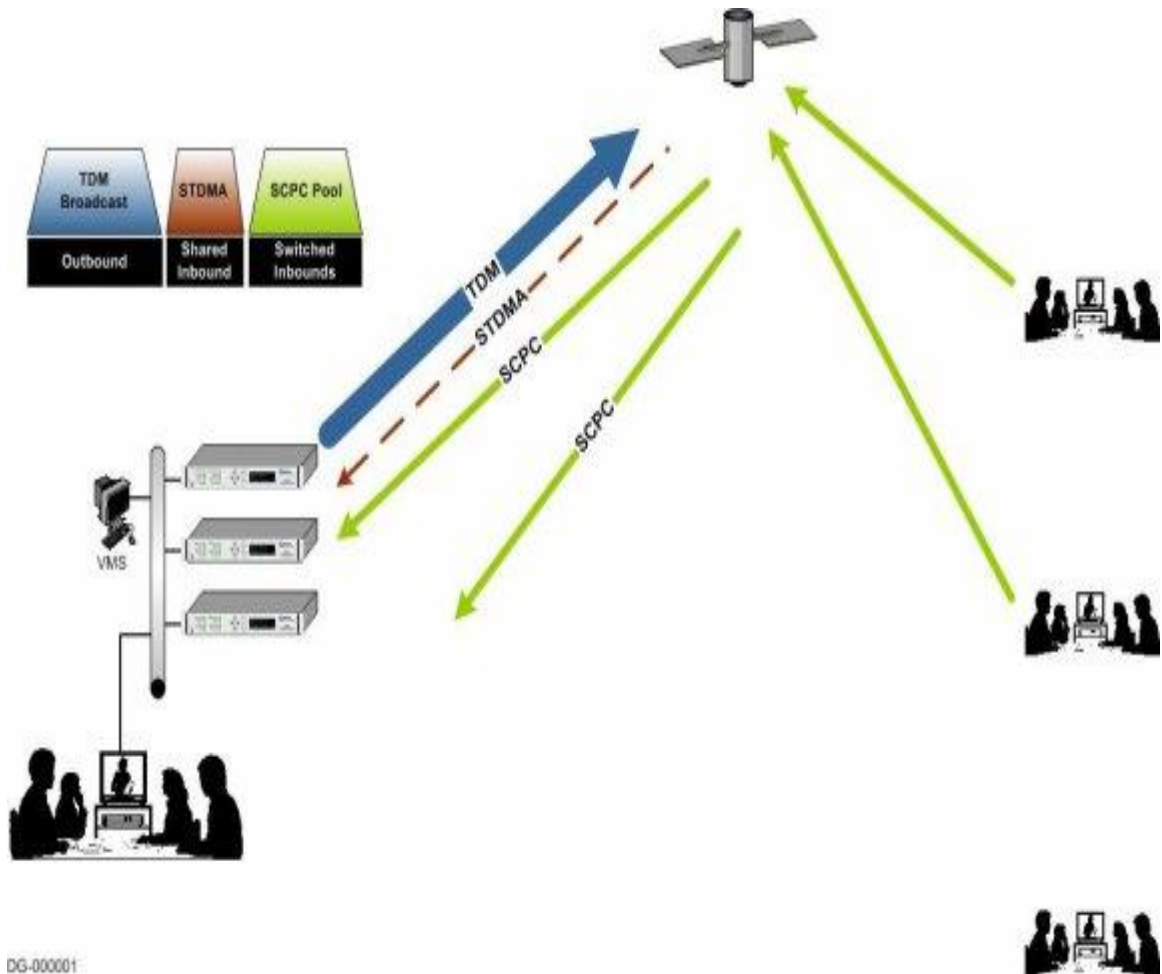 TDM
Broadcast
STDMA
SCPC Pool
Outbound
Shared
Inbound
Switched
Inbounds
TDM
STDMA
SCPC
SCPC
VMS
DG-000001